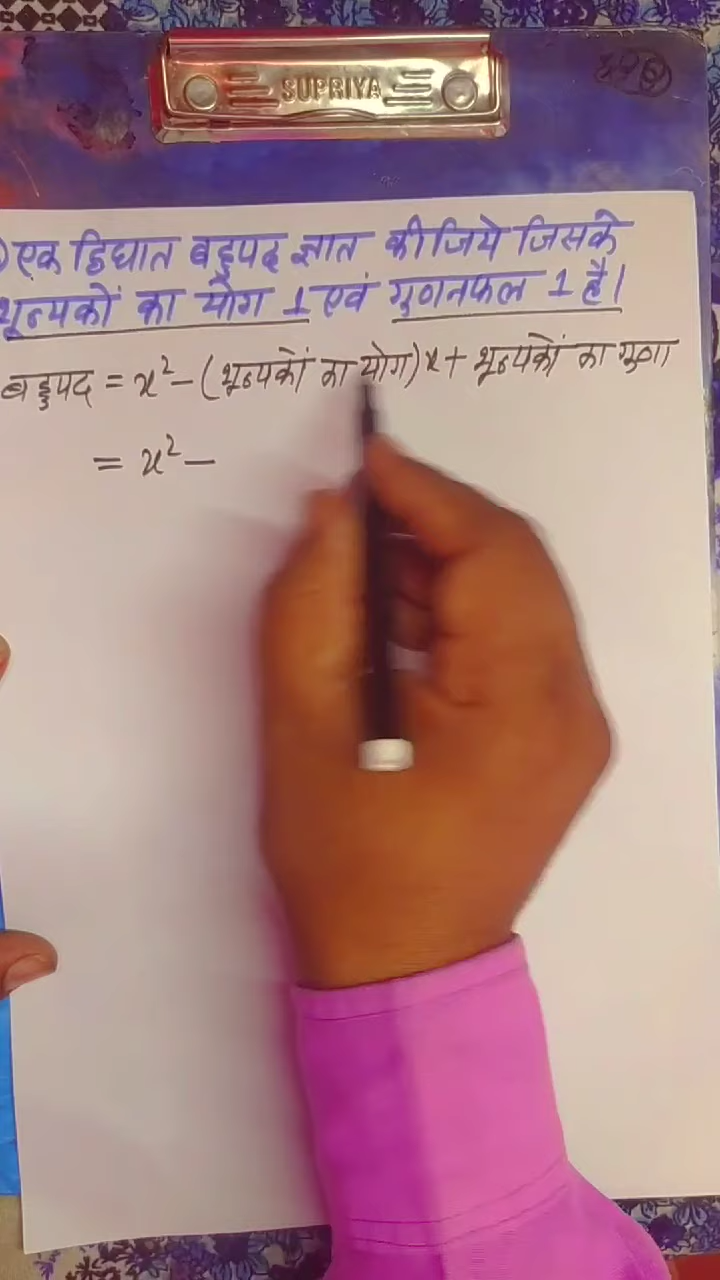 SUPRIYA
एक द्विघात बहुपद ज्ञात कीजिये जिसके
शून्यकों का योग 1 एवं गुणनफल 1 है।
बहुपद = x² - (शून्यकों का योग)x + शून्यकों का गुणा
= x² -